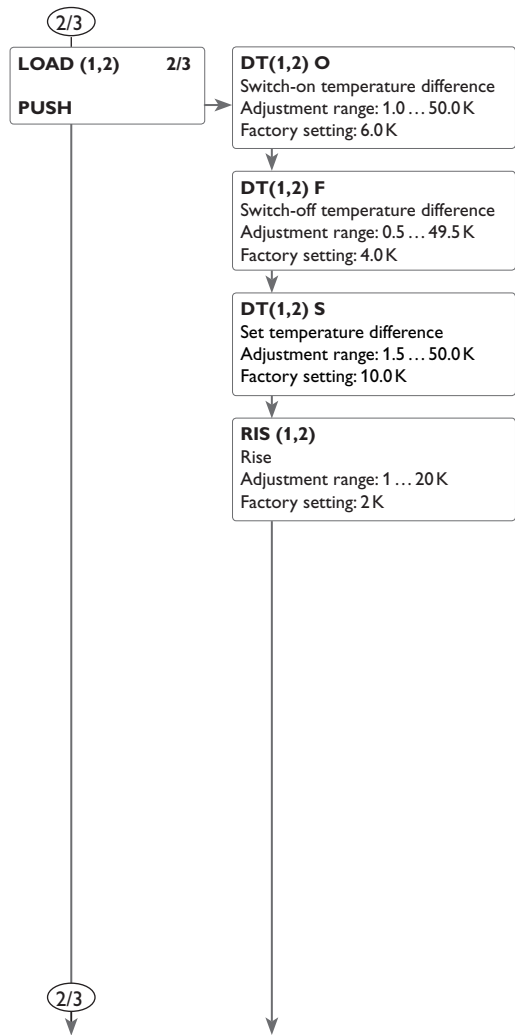 2/3
LOAD (1,2) 2/3
PUSH
DT(1,2) O
Switch-on temperature difference
Adjustment range: 1.0 … 50.0 K
Factory setting: 6.0 K
DT(1,2) F
Switch-off temperature difference
Adjustment range: 0.5 … 49.5 K
Factory setting: 4.0 K
DT(1,2) S
Set temperature difference
Adjustment range: 1.5 … 50.0 K
Factory setting: 10.0 K
RIS (1,2)
Rise
Adjustment range: 1 … 20 K
Factory setting: 2 K
2/3